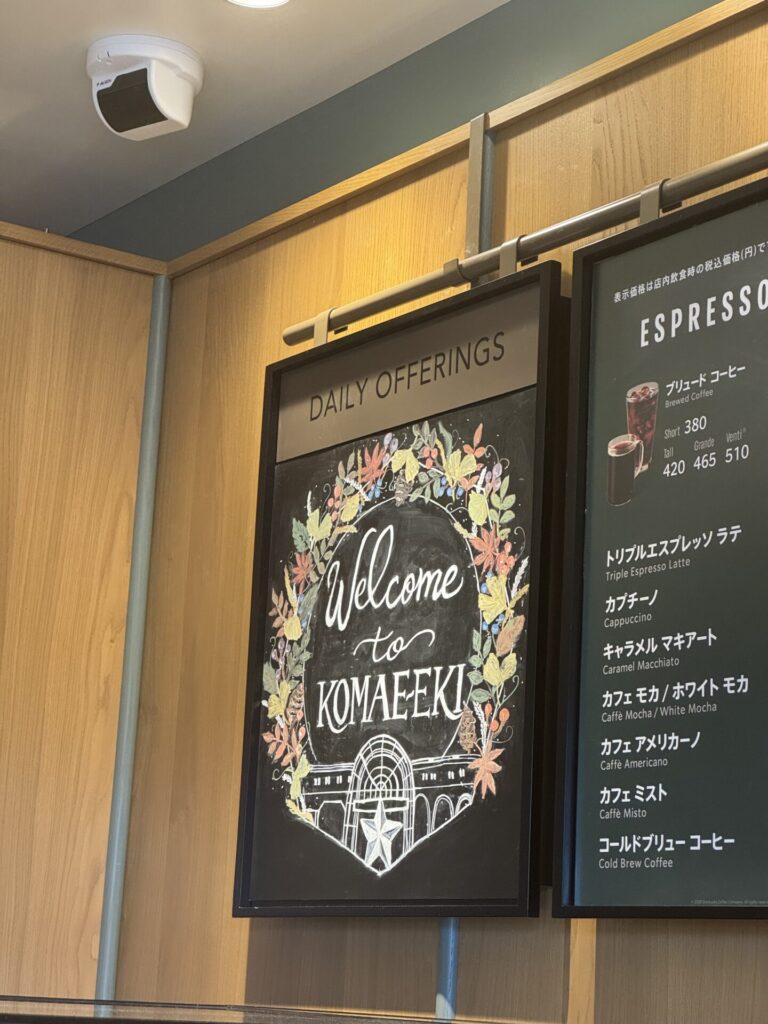 DAILY OFFERINGS
Welcome
to
KOMAE-EKI
表示価格は店内飲食時の税込価格(円)で
ESPRESSO
ブリュード コーヒー
Brewed Coffee
Short 380
Tall Grande Venti®
420 465 510
トリプルエスプレッソ ラテ
Triple Espresso Latte
カプチーノ
Cappuccino
キャラメル マキアート
Caramel Macchiato
カフェ モカ / ホワイト モカ
Caffè Mocha / White Mocha
カフェ アメリカーノ
Caffè Americano
カフェ ミスト
Caffè Misto
コールドブリュー コーヒー
Cold Brew Coffee